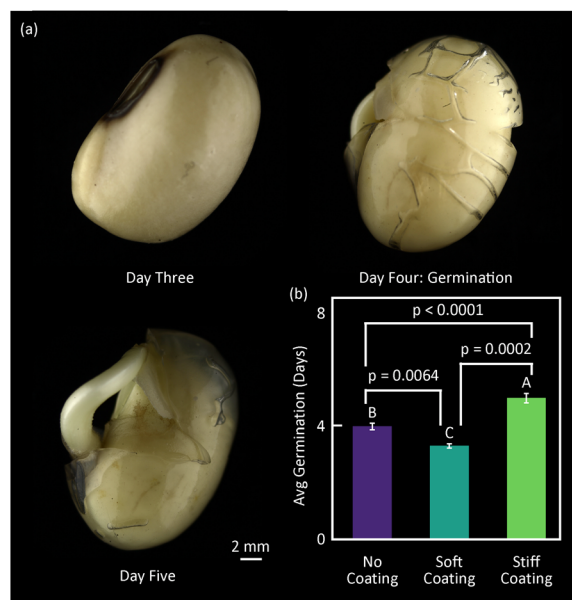 (a)
Day Three
Day Four: Germination
Day Five
2 mm
(b)
Avg Germination (Days)
8
4
0
p < 0.0001
p = 0.0002
p = 0.0064
B
C
A
No
Coating
Soft
Coating
Stiff
Coating